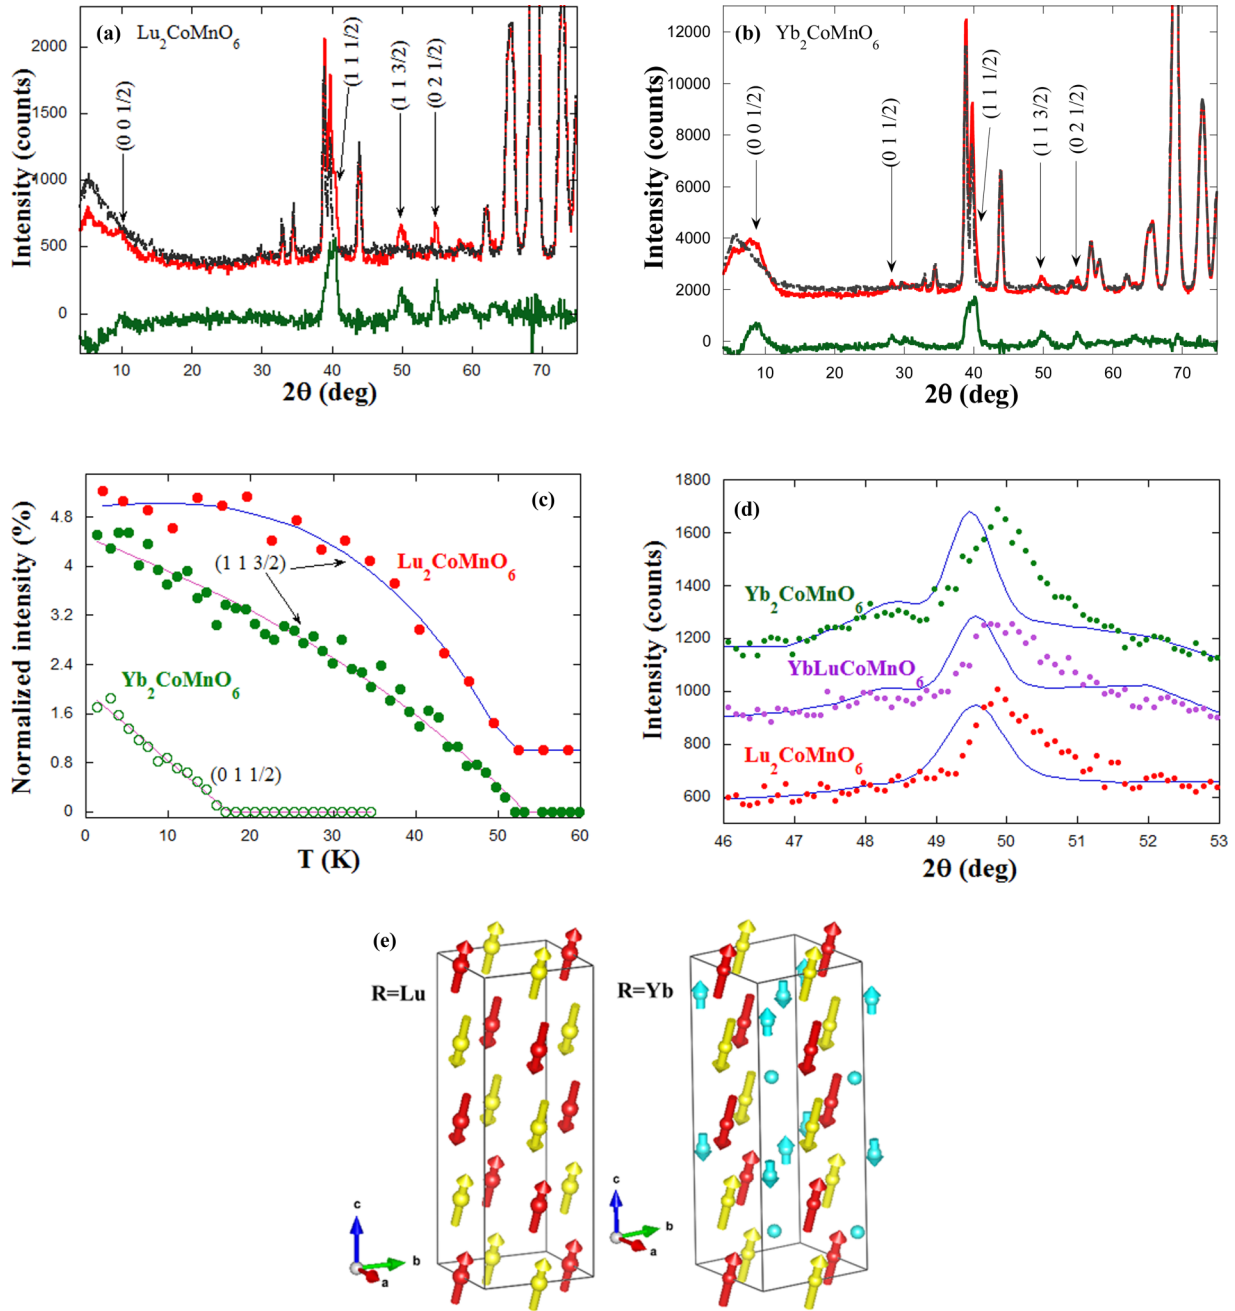 (a)
Lu₂CoMnO₆
(0 0 1/2)
(1 1 1/2)
(1 1 3/2)
(0 2 1/2)
Intensity (counts)
2000
1500
1000
500
0
10 20 30 40 50 60 70
2θ (deg)
(b)
Yb₂CoMnO₆
(0 0 1/2)
(0 1 1/2)
(1 1 1/2)
(1 1 3/2)
(0 2 1/2)
Intensity (counts)
12000
10000
8000
6000
4000
2000
0
10 20 30 40 50 60 70
2θ (deg)
(c)
Normalized intensity (%)
4.8
4
3.2
2.4
1.6
0.8
0
(1 1 3/2)
Lu₂CoMnO₆
Yb₂CoMnO₆
(0 1 1/2)
0 10 20 30 40 50 60
T (K)
(d)
Intensity (counts)
1800
1600
1400
1200
1000
800
600
Yb₂CoMnO₆
YbLuCoMnO₆
Lu₂CoMnO₆
46 47 48 49 50 51 52 53
2θ (deg)
(e)
R=Lu
R=Yb
c
b
a
c
b
a